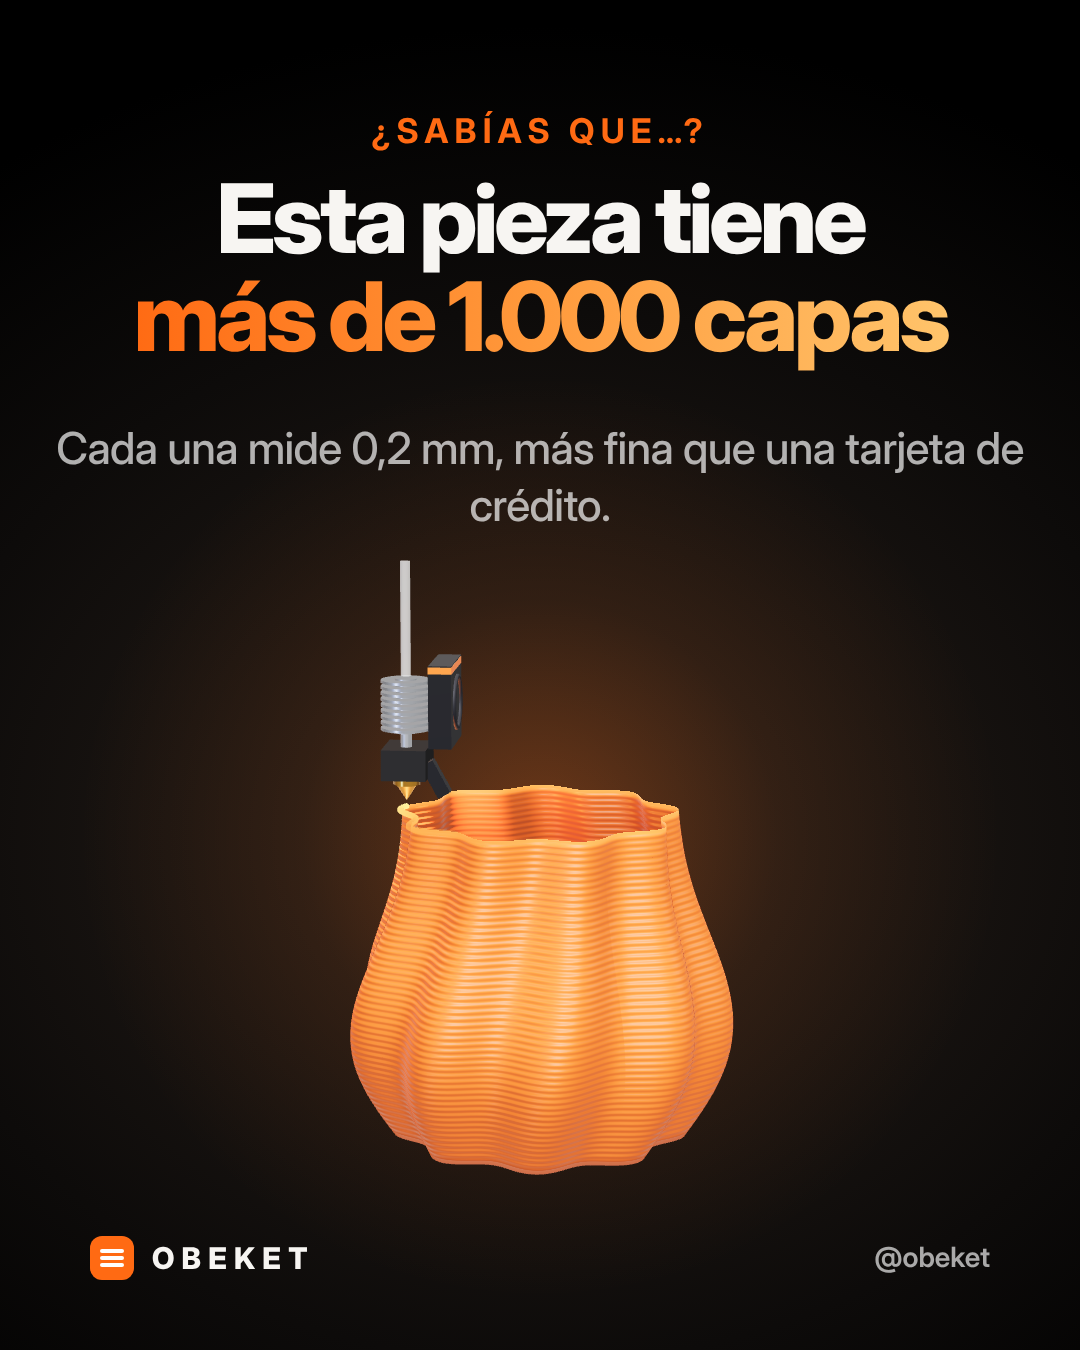 ¿SABÍAS QUE...?
Esta pieza tiene
más de 1.000 capas
Cada una mide 0,2 mm, más fina que una tarjeta de
crédito.
OBEKET
@obeket